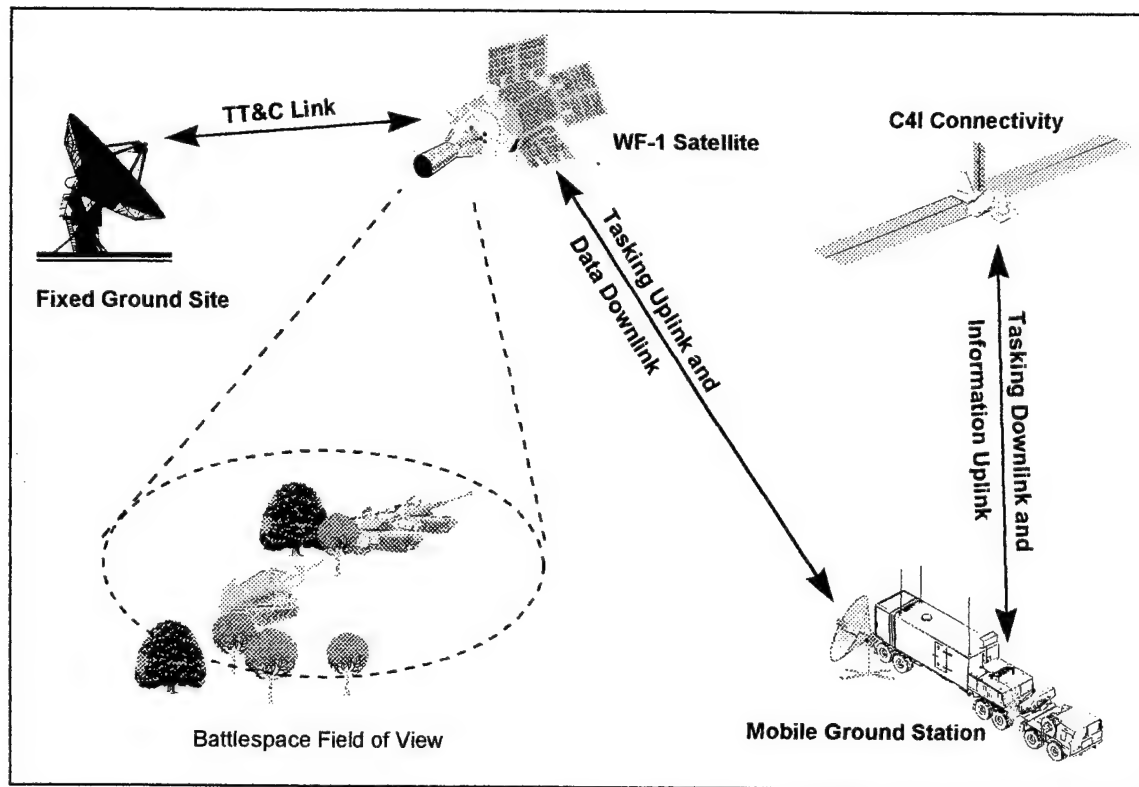 TT&C Link
WF-1 Satellite
C4I Connectivity
Fixed Ground Site
Tasking Uplink and
Data Downlink
Tasking Downlink and
Information Uplink
Battlespace Field of View
Mobile Ground Station